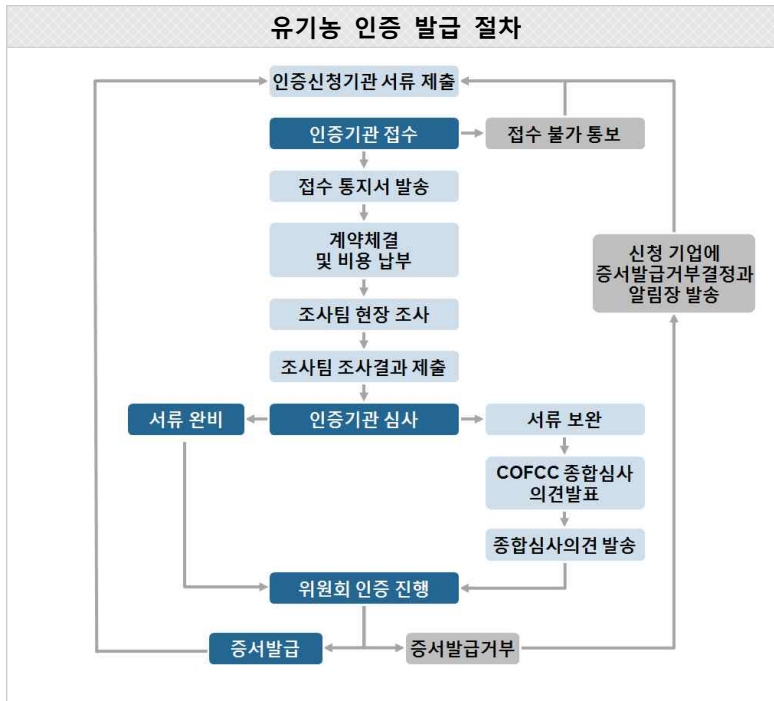 유기농 인증 발급 절차
인증신청기관 서류 제출
인증기관 접수
접수 불가 통보
접수 통지서 발송
계약체결
및 비용 납부
신청 기업에
증서발급거부결정과
알림장 발송
조사팀 현장 조사
조사팀 조사결과 제출
서류 완비
인증기관 심사
서류 보완
COFCC 종합심사
의견발표
종합심사의견 발송
위원회 인증 진행
증서발급
증서발급거부